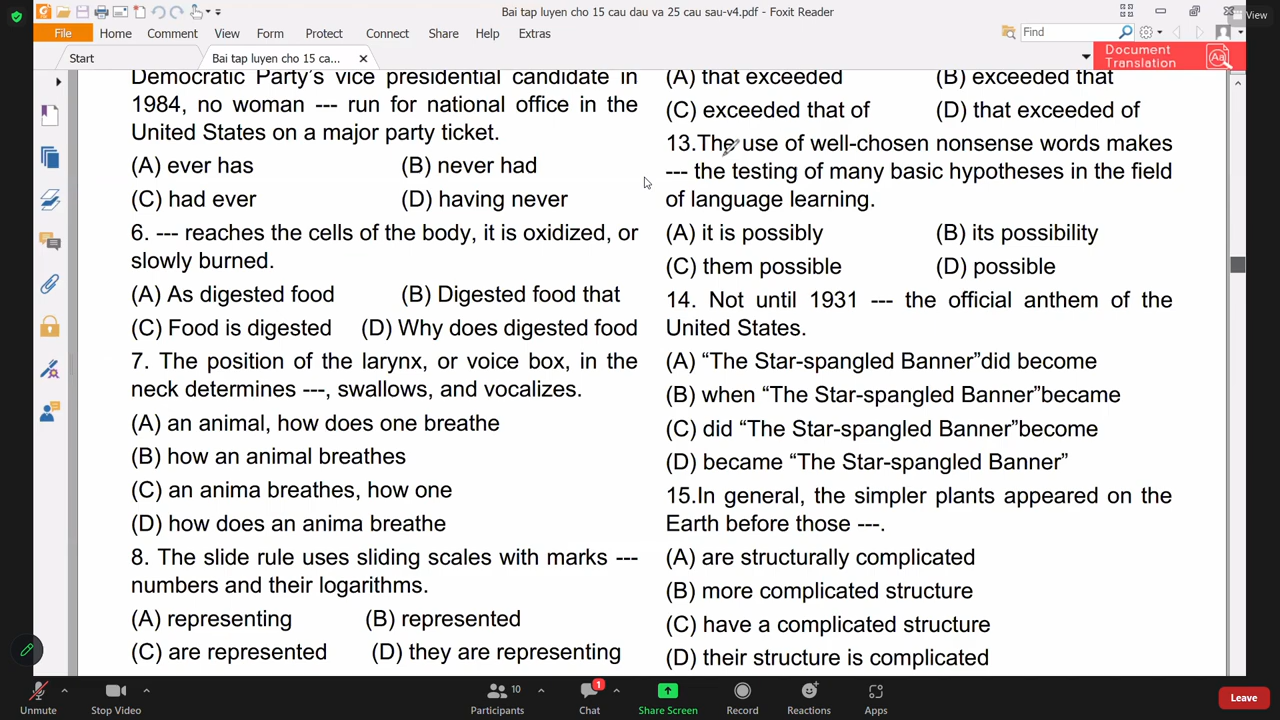 Bai tap luyen cho 15 cau dau va 25 cau sau-v4.pdf - Foxit Reader
View
File Home Comment View Form Protect Connect Share Extras
Find
Start
Bai tap luyen cho 15 ca...
Document
Translation
Democratic Party's vice presidential candidate in
1984, no woman --- run for national office in the
United States on a major party ticket.
(A) ever has (B) never had
(C) had ever (D) having never
6. --- reaches the cells of the body, it is oxidized, or
slowly burned.
(A) As digested food (B) Digested food that
(C) Food is digested (D) Why does digested food
7. The position of the larynx, or voice box, in the
neck determines ---, swallows, and vocalizes.
(A) an animal, how does one breathe
(B) how an animal breathes
(C) an anima breathes, how one
(D) how does an anima breathe
8. The slide rule uses sliding scales with marks ---
numbers and their logarithms.
(A) representing (B) represented
(C) are represented (D) they are representing
(A) that exceeded (B) exceeded that
(C) exceeded that of (D) that exceeded of
13.The use of well-chosen nonsense words makes
--- the testing of many basic hypotheses in the field
of language learning.
(A) it is possibly (B) its possibility
(C) them possible (D) possible
14. Not until 1931 --- the official anthem of the
United States.
(A) “The Star-spangled Banner”did become
(B) when “The Star-spangled Banner”became
(C) did “The Star-spangled Banner”become
(D) became “The Star-spangled Banner”
15.In general, the simpler plants appeared on the
Earth before those ---.
(A) are structurally complicated
(B) more complicated structure
(C) have a complicated structure
(D) their structure is complicated
Unmute
Stop Video
10
Participants
1
Chat
Share Screen
Record
Reactions
Apps
Leave